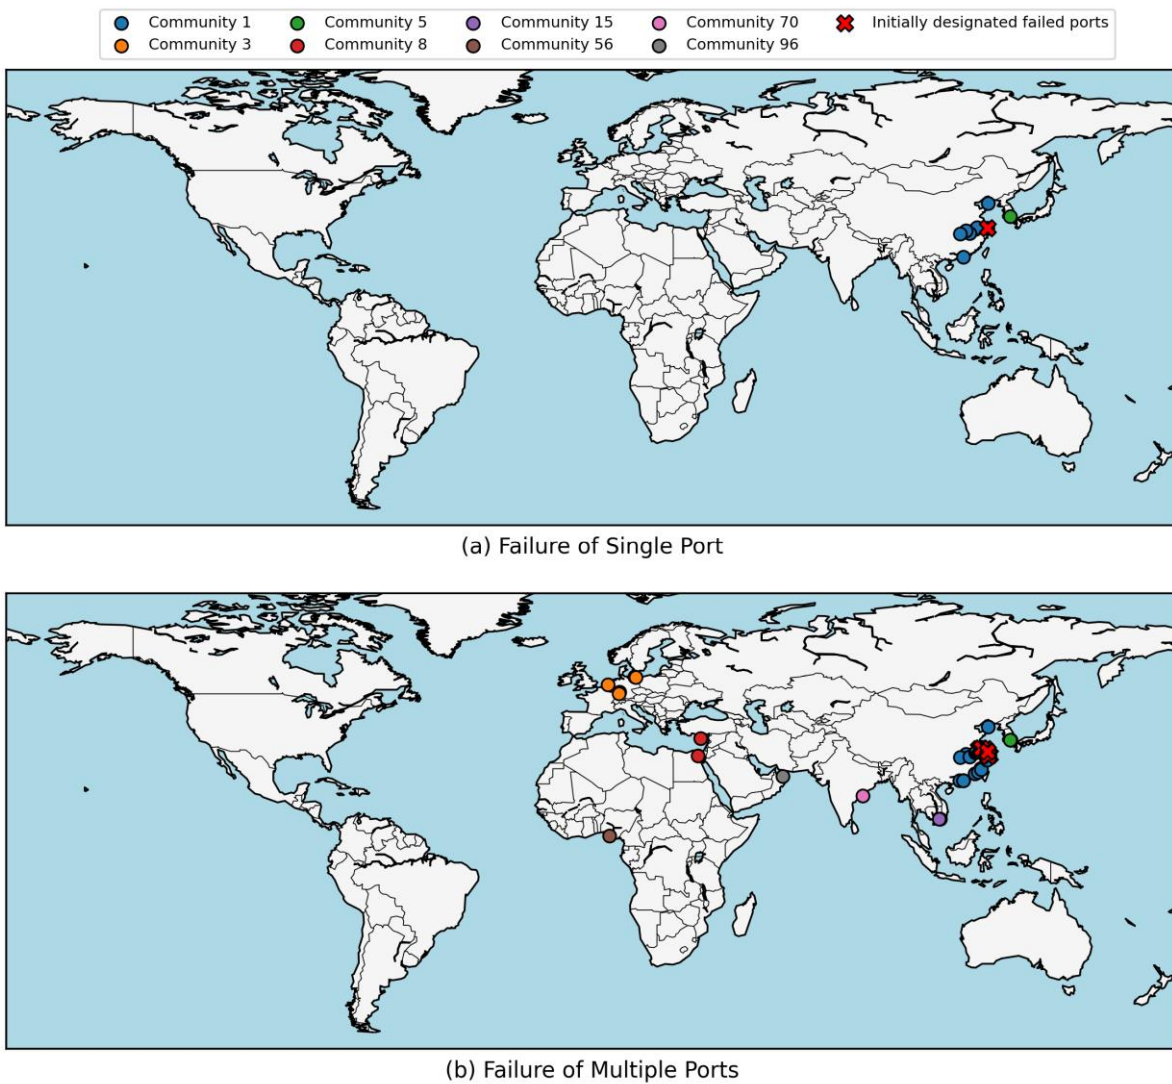 Community 1 Community 5 Community 15 Community 70 Initially designated failed ports
Community 3 Community 8 Community 56 Community 96
(a) Failure of Single Port
(b) Failure of Multiple Ports